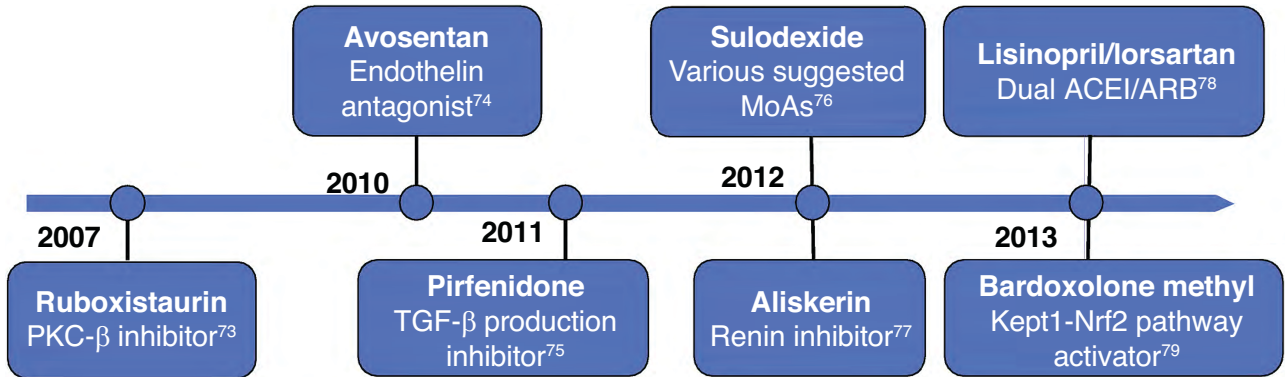 Avosentan
Endothelin
antagonist74
Sulodexide
Various suggested
MoAs76
Lisinopril/lorsartan
Dual ACEI/ARB78
2010
2012
2007
2011
2013
Ruboxistaurin
PKC-β inhibitor73
Pirfenidone
TGF-β production
inhibitor75
Aliskerin
Renin inhibitor77
Bardoxolone methyl
Kept1-Nrf2 pathway
activator79